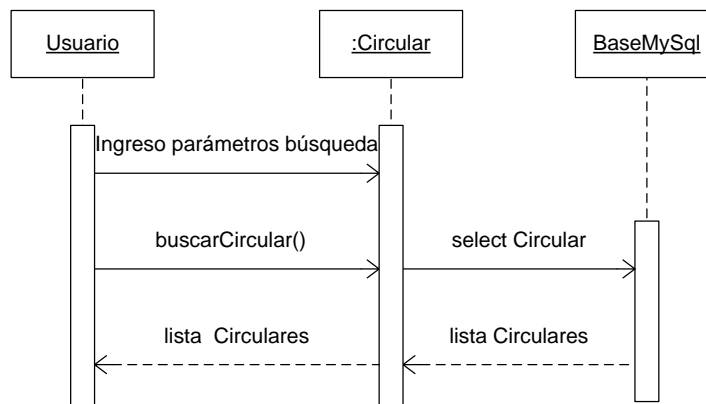 Usuario
:Circular
BaseMySql
Ingreso parámetros búsqueda
buscarCircular()
select Circular
lista Circulares
lista Circulares